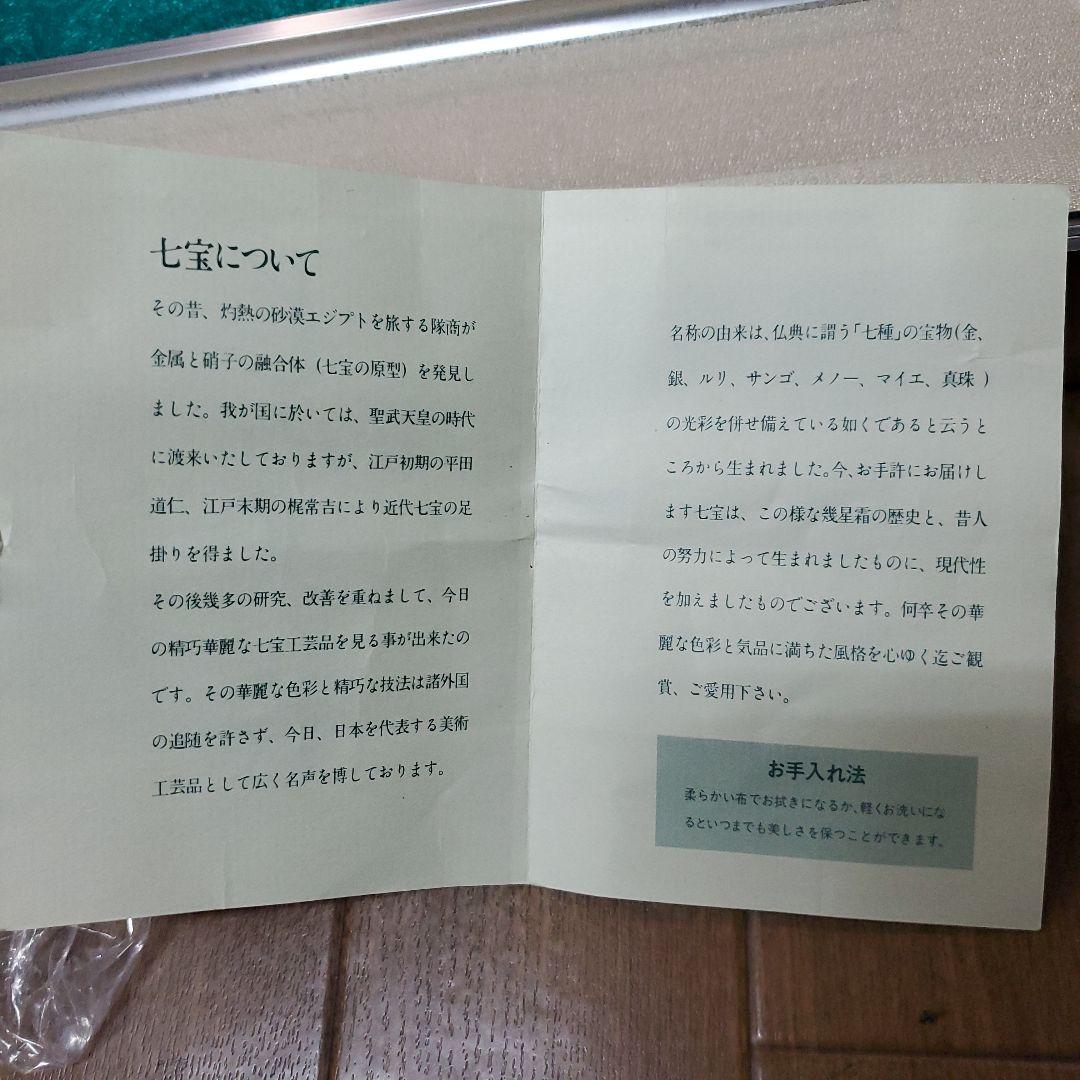 七宝について
その昔、灼熱の砂漠エジプトを旅する隊商が
金属と硝子の融合体（七宝の原型）を発見し
ました。我が国に於いては、聖武天皇の時代
に渡来いたしておりますが、江戸初期の平田
道仁、江戸末期の梶常吉により近代七宝の足
掛りを得ました。
その後幾多の研究、改善を重ねまして、今日
の精巧華麗な七宝工芸品を見る事が出来たの
です。その華麗な色彩と精巧な技法は諸外国
の追随を許さず、今日、日本を代表する美術
工芸品として広く名声を博しております。
名称の由来は、仏典に謂う「七種」の宝物(金、
銀、ルリ、サンゴ、メノー、マイエ、真珠)
の光彩を併せ備えている如くであると云うと
ころから生まれました。今、お手許にお届けし
ます七宝は、この様な幾星霜の歴史と、昔人
の努力によって生まれましたものに、現代性
を加えましたものでございます。何卒その華
麗な色彩と気品に満ちた風格を心ゆく迄ご観
賞、ご愛用下さい。
お手入れ法
柔らかい布でお拭きになるか、軽くお洗いにな
るといつまでも美しさを保つことができます。